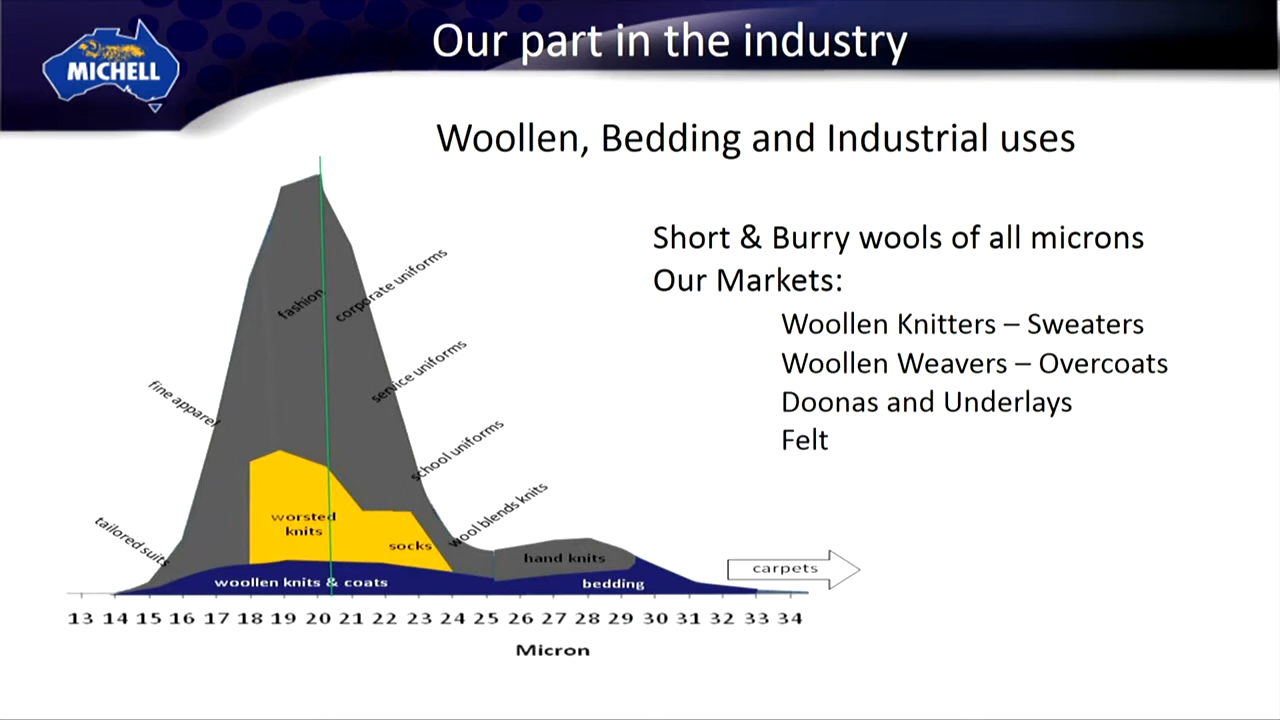 Our part in the industry
MICHELL
Woollen, Bedding and Industrial uses
Short & Burry wools of all microns
Our Markets:
Woollen Knitters – Sweaters
Woollen Weavers – Overcoats
Doonas and Underlays
Felt
fashion
corporate uniforms
service uniforms
fine apparel
school uniforms
wool blends knits
tailored suits
worsted
knits
socks
hand knits
carpets
woollen knits & coats
bedding
13 14 15 16 17 18 19 20 21 22 23 24 25 26 27 28 29 30 31 32 33 34
Micron